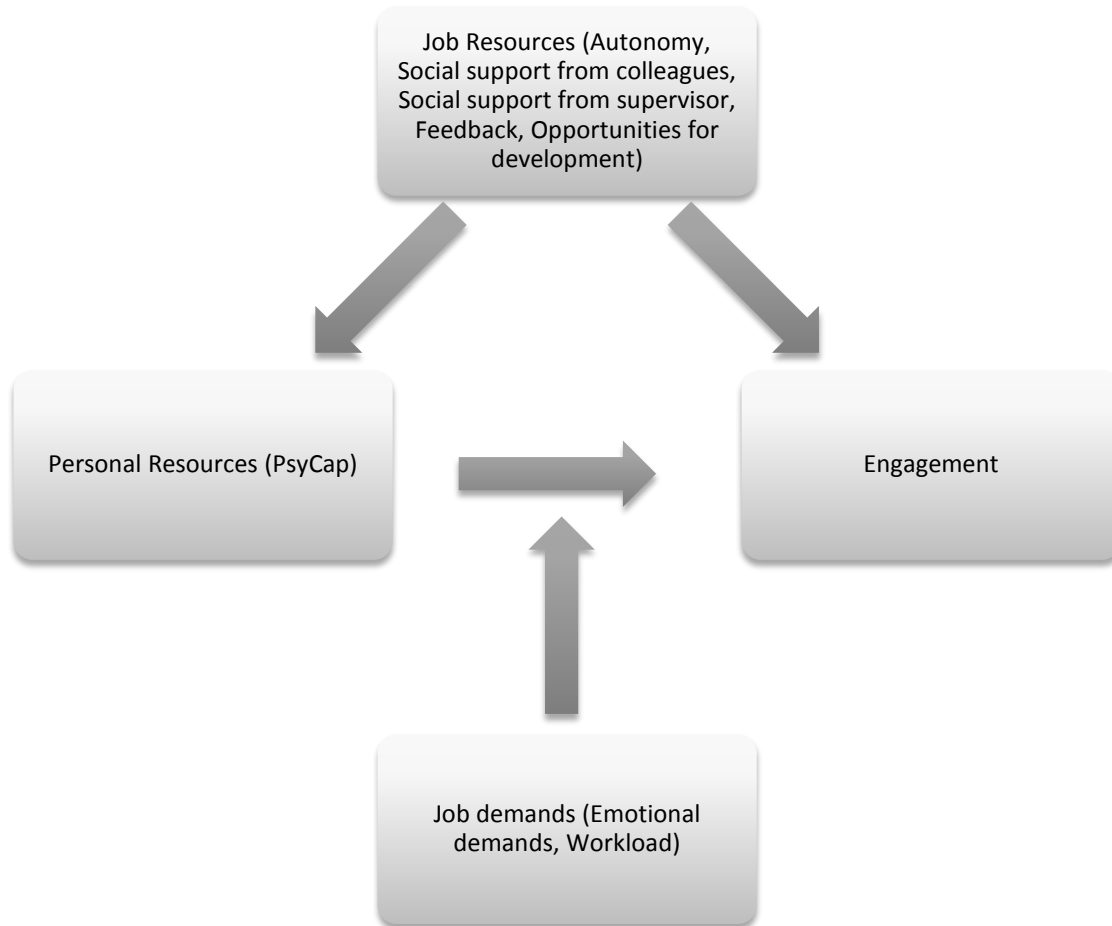 Job Resources (Autonomy,
Social support from colleagues,
Social support from supervisor,
Feedback, Opportunities for
development)
Personal Resources (PsyCap)
Engagement
Job demands (Emotional
demands, Workload)